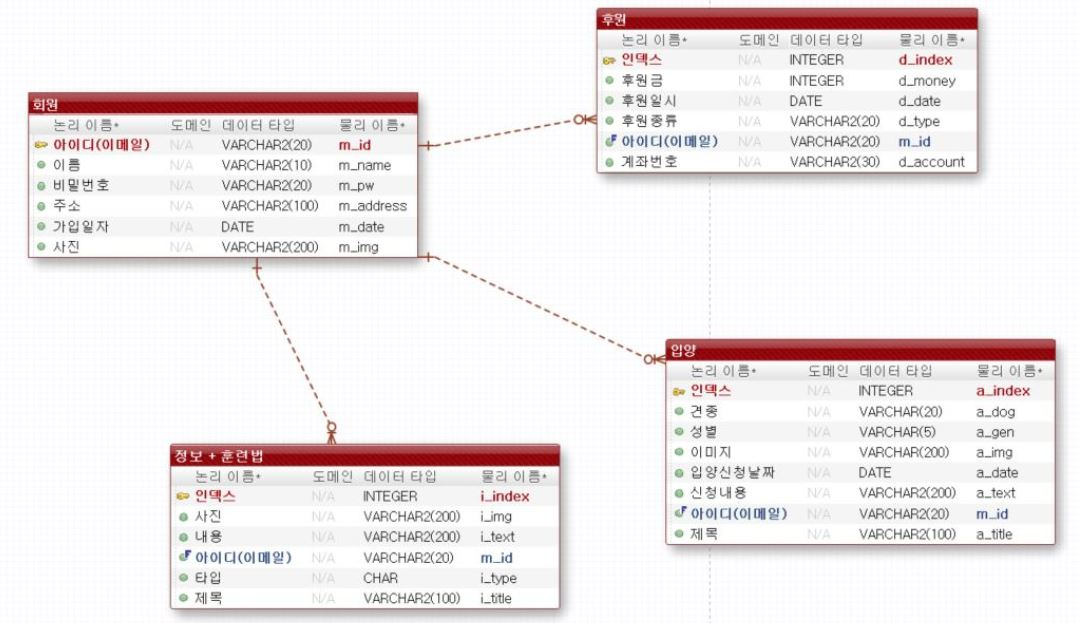 후원
논리 이름* 도메인 데이터 타입 물리 이름*
인덱스 N/A INTEGER d_index
후원금 N/A INTEGER d_money
후원일시 N/A DATE d_date
후원종류 N/A VARCHAR2(20) d_type
아이디(이메일) N/A VARCHAR2(20) m_id
계좌번호 N/A VARCHAR2(30) d_account
회원
논리 이름* 도메인 데이터 타입 물리 이름*
아이디(이메일) N/A VARCHAR2(20) m_id
이름 N/A VARCHAR2(10) m_name
비밀번호 N/A VARCHAR2(20) m_pw
주소 N/A VARCHAR2(100) m_address
가입일자 N/A DATE m_date
사진 N/A VARCHAR2(200) m_img
입양
논리 이름* 도메인 데이터 타입 물리 이름*
인덱스 N/A INTEGER a_index
견종 N/A VARCHAR(20) a_dog
성별 N/A VARCHAR(5) a_gen
이미지 N/A VARCHAR(200) a_img
입양신청날짜 N/A DATE a_date
신청내용 N/A VARCHAR2(200) a_text
아이디(이메일) N/A VARCHAR2(20) m_id
제목 N/A VARCHAR2(100) a_title
정보 + 훈련법
논리 이름* 도메인 데이터 타입 물리 이름*
인덱스 N/A INTEGER i_index
사진 N/A VARCHAR2(200) i_img
내용 N/A VARCHAR2(200) i_text
아이디(이메일) N/A VARCHAR2(20) m_id
타입 N/A CHAR i_type
제목 N/A VARCHAR2(100) i_title